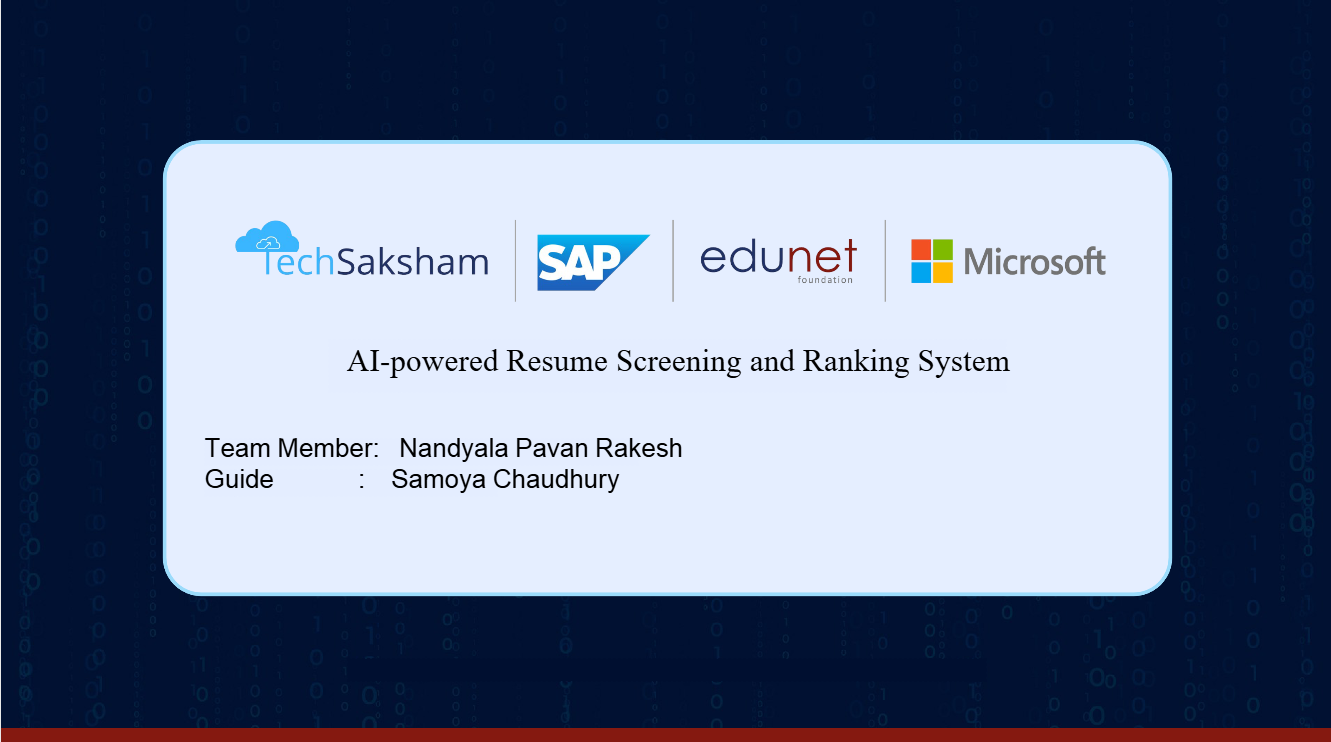 TechSaksham
SAP
edunet
foundation
Microsoft
AI-powered Resume Screening and Ranking System
Team Member: Nandyala Pavan Rakesh
Guide : Samoya Chaudhury